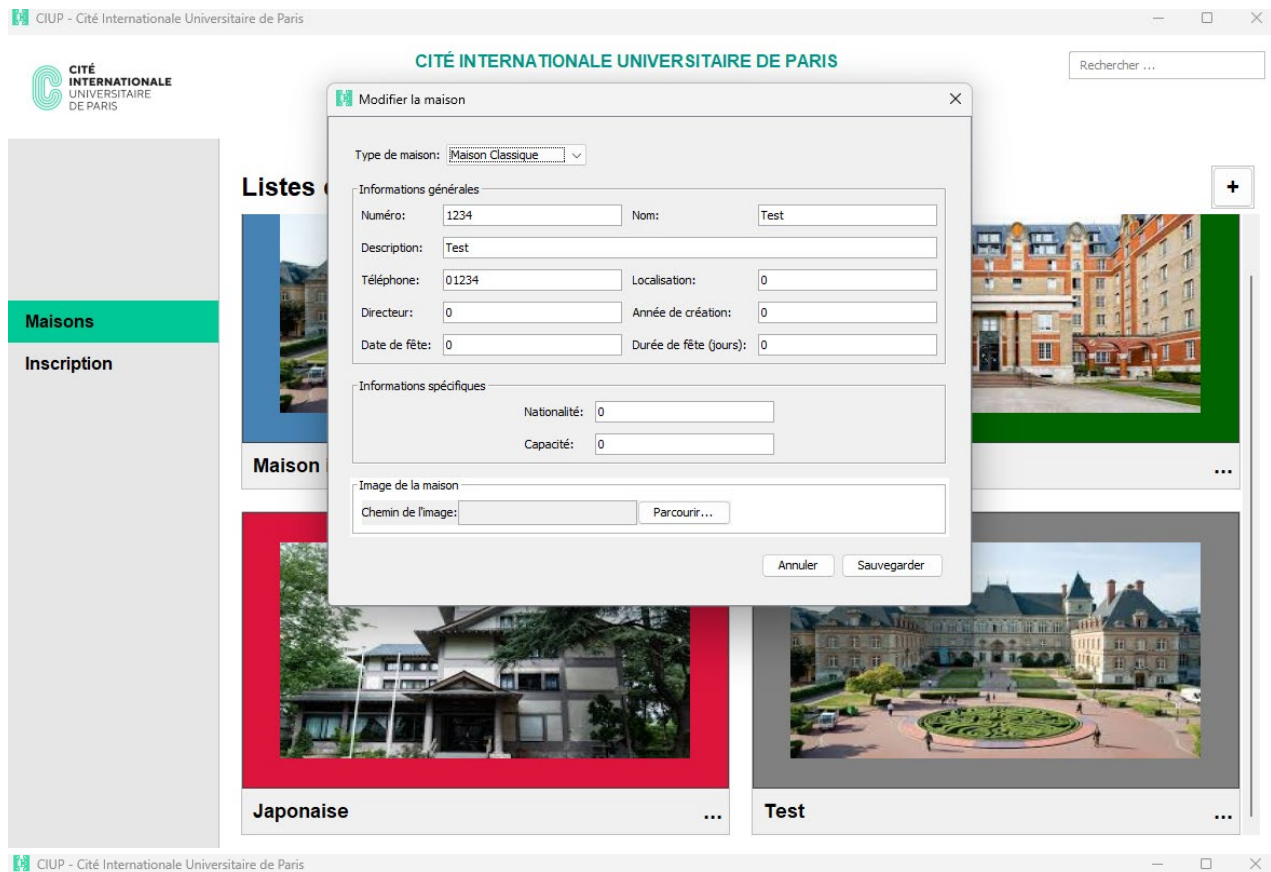 CIUP - Cité Internationale Universitaire de Paris
CITÉ
INTERNATIONALE
UNIVERSITAIRE
DE PARIS
CITÉ INTERNATIONALE UNIVERSITAIRE DE PARIS
Rechercher ...
Modifier la maison
Type de maison: Maison Classique
Listes
+
Informations générales
Numéro: 1234 Nom: Test
Description: Test
Téléphone: 01234 Localisation: 0
Directeur: 0 Année de création: 0
Date de fête: 0 Durée de fête (jours): 0
Maisons
Inscription
Informations spécifiques
Nationalité: 0
Capacité: 0
Maison
...
Image de la maison
Chemin de l'image: Parcourir...
Annuler Sauvegarder
Japonaise ...
Test ...
CIUP - Cité Internationale Universitaire de Paris